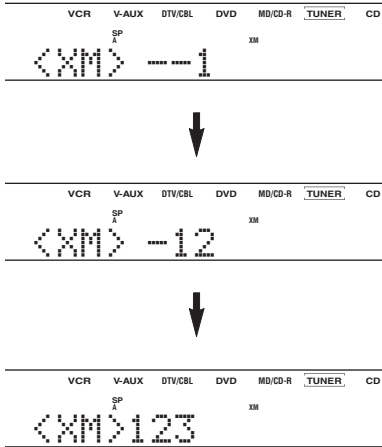 VCR V-AUX DTV/CBL DVD MD/CD-R TUNER CD
SP
A XM
<XM> ---1
VCR V-AUX DTV/CBL DVD MD/CD-R TUNER CD
SP
A XM
<XM> -12
VCR V-AUX DTV/CBL DVD MD/CD-R TUNER CD
SP
A XM
<XM>123